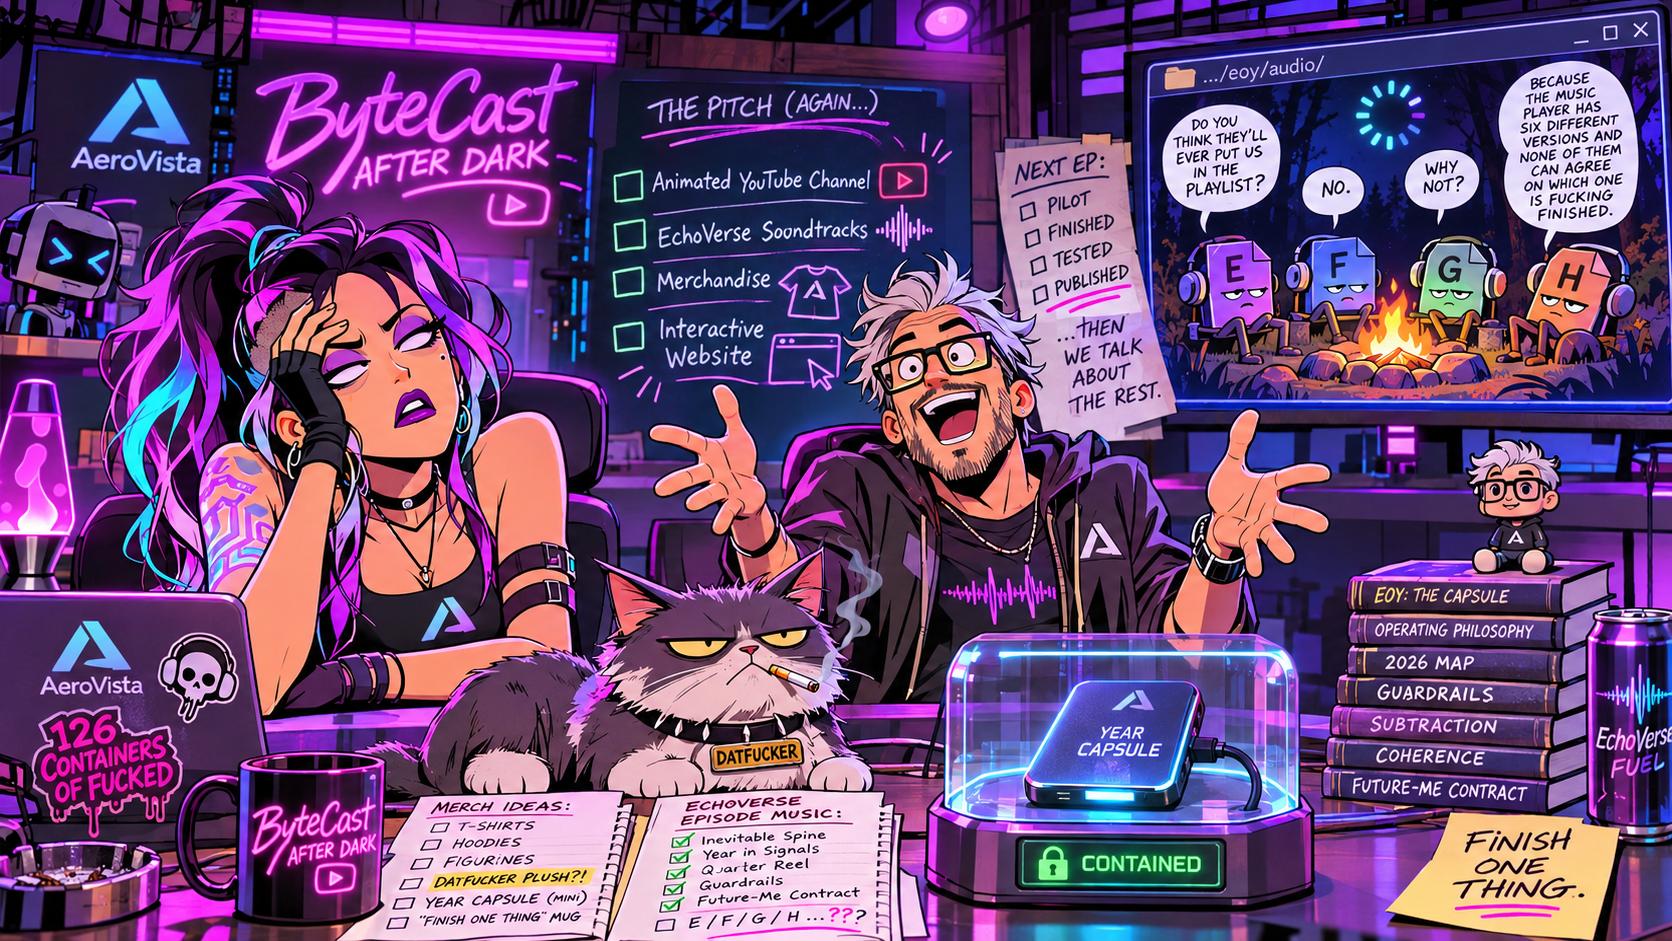 AeroVista
ByteCast
AFTER DARK
THE PITCH (AGAIN...)
Animated YouTube Channel
EchoVerse Soundtracks
Merchandise
Interactive
Website
NEXT EP:
PILOT
FINISHED
TESTED
PUBLISHED
...THEN
WE TALK
ABOUT
THE REST.
.../eoy/audio/
DO YOU
THINK THEY'LL
EVER PUT US
IN THE
PLAYLIST?
NO.
WHY
NOT?
BECAUSE
THE MUSIC
PLAYER HAS
SIX DIFFERENT
VERSIONS AND
NONE OF THEM
CAN AGREE
ON WHICH ONE
IS FUCKING
FINISHED.
E
F
G
H
AeroVista
126
CONTAINERS
OF FUCKED
ByteCast
AFTER DARK
DATFUCKER
MERCH IDEAS:
T-SHIRTS
HOODIES
FIGURINES
DATFUCKER PLUSH?!
YEAR CAPSULE (MINI)
"FINISH ONE THING" MUG
ECHOVERSE
EPISODE MUSIC:
Inevitable Spine
Year in Signals
Quarter Reel
Guardrails
Future-Me Contract
E/F/G/H ...???
YEAR
CAPSULE
CONTAINED
EOY: THE CAPSULE
OPERATING PHILOSOPHY
2026 MAP
GUARDRAILS
SUBTRACTION
COHERENCE
FUTURE-ME CONTRACT
EchoVerse
FUEL
FINISH
ONE
THING.